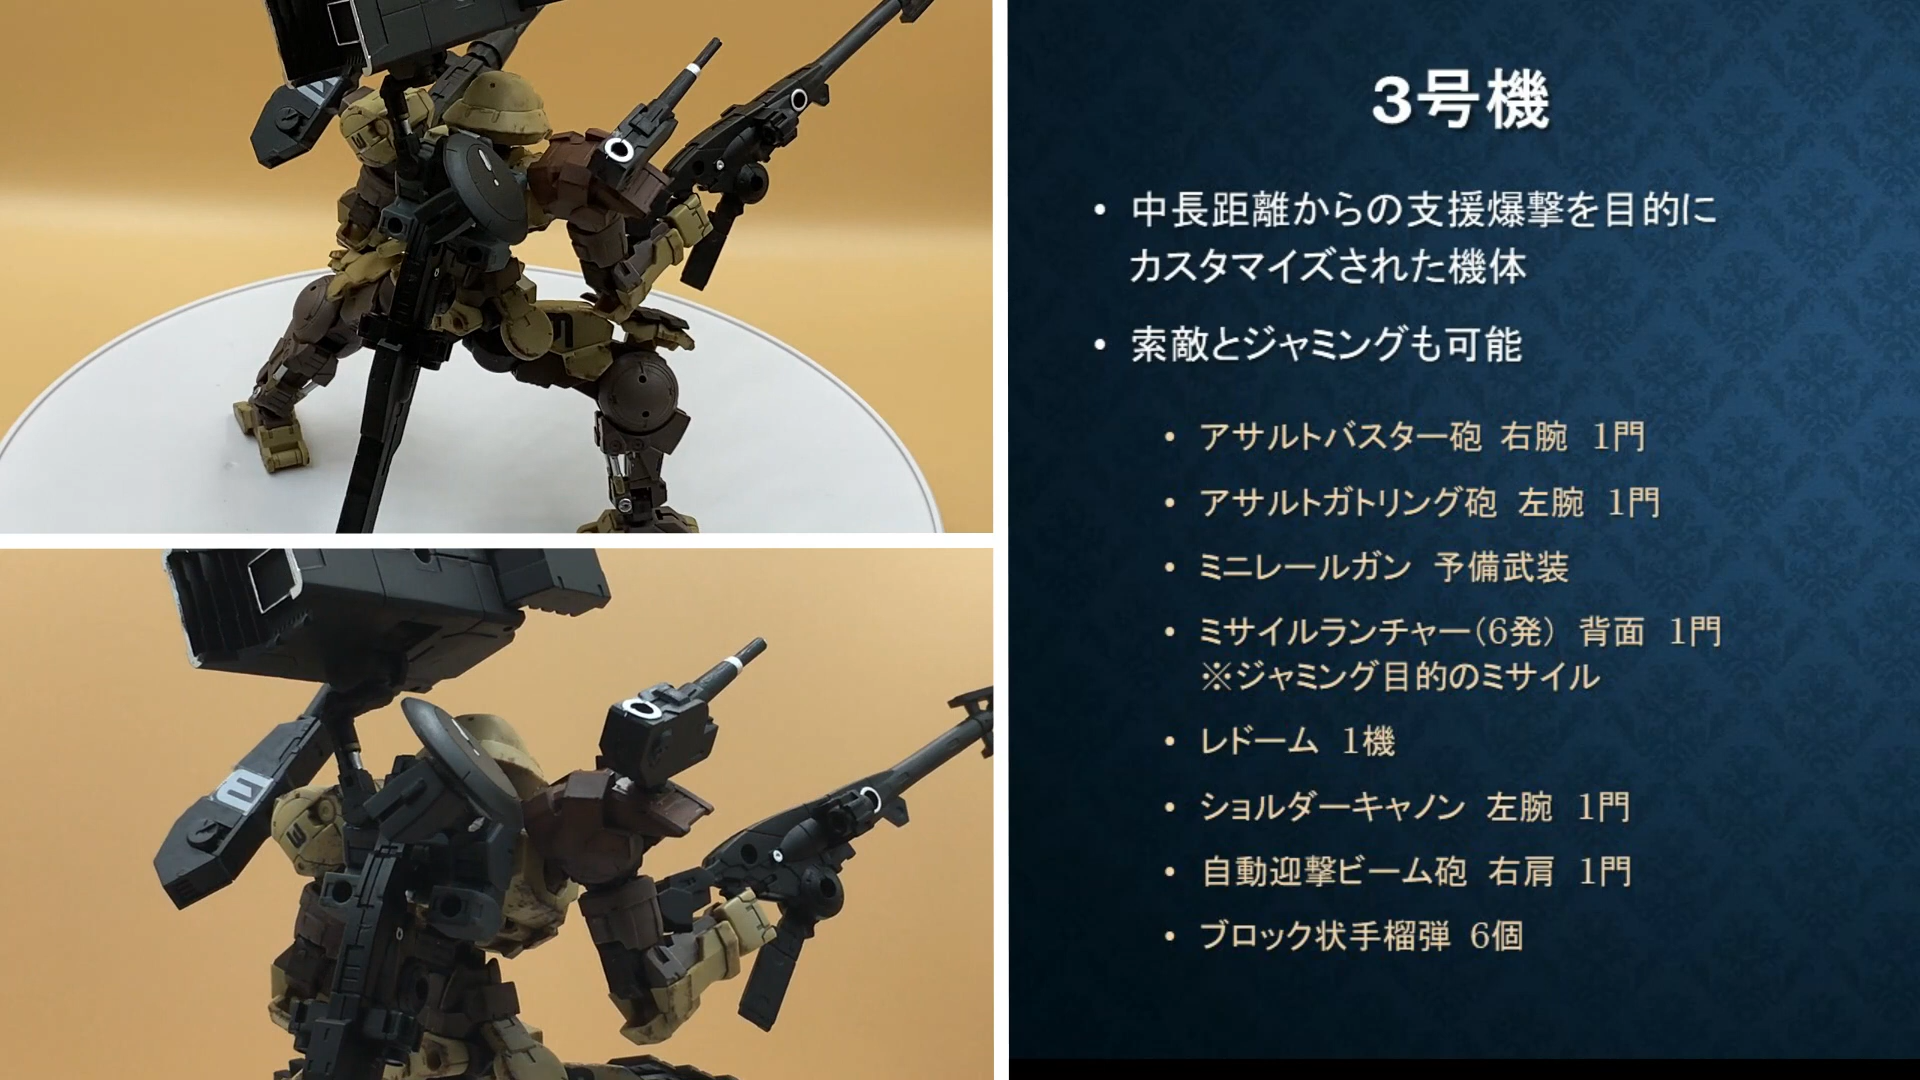 3号機
• 中長距離からの支援爆撃を目的に
カスタマイズされた機体
• 索敵とジャミングも可能
• アサルトバスター砲 右腕 1門
• アサルトガトリング砲 左腕 1門
• ミニレールガン 予備武装
• ミサイルランチャー(6発) 背面 1門
※ジャミング目的のミサイル
• レドーム 1機
• ショルダーキャノン 左腕 1門
• 自動迎撃ビーム砲 右肩 1門
• ブロック状手榴弾 6個